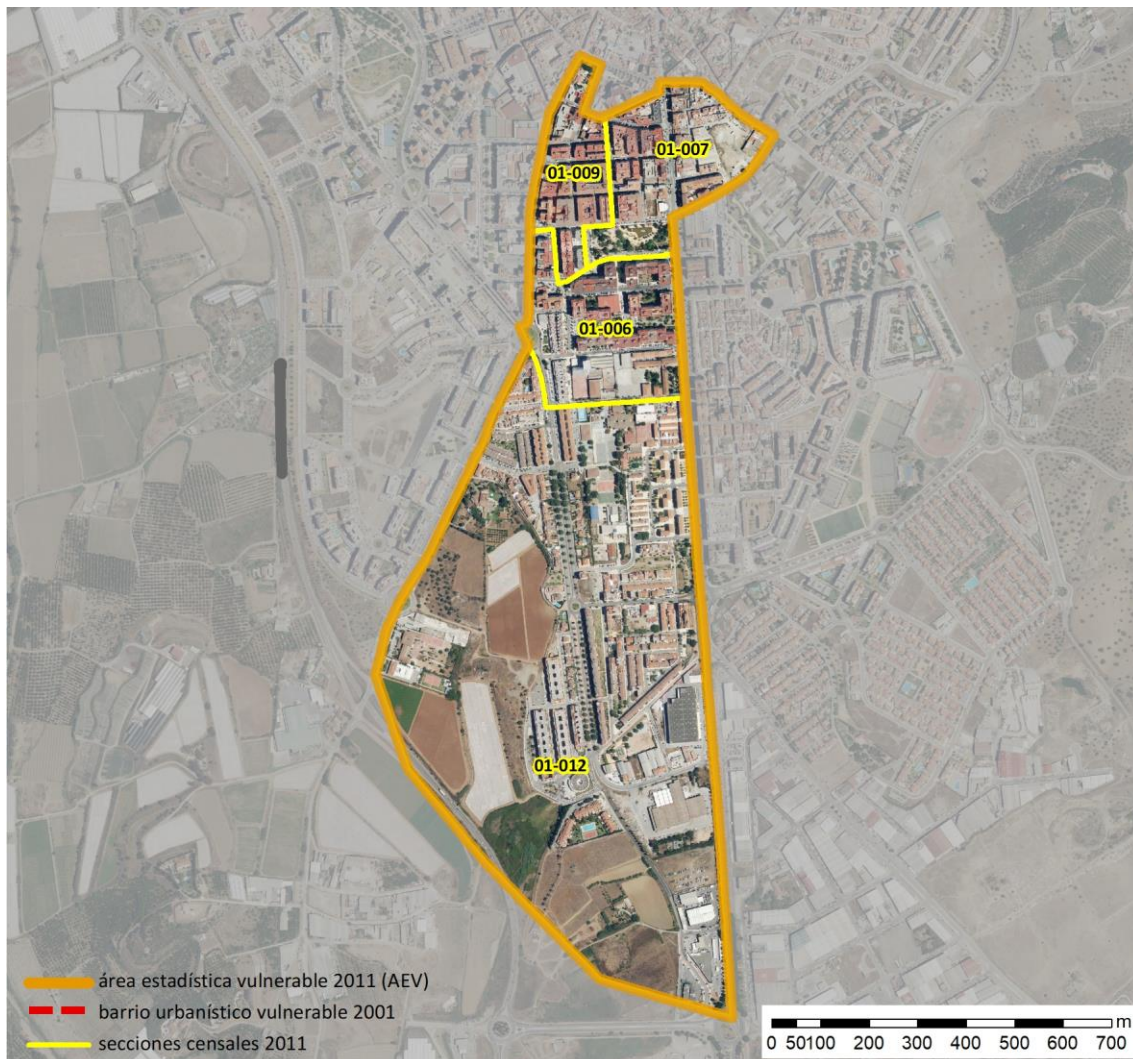 01-007
01-009
01-006
01-012
área estadística vulnerable 2011 (AEV)
barrio urbanístico vulnerable 2001
secciones censales 2011
m
0 50100 200 300 400 500 600 700